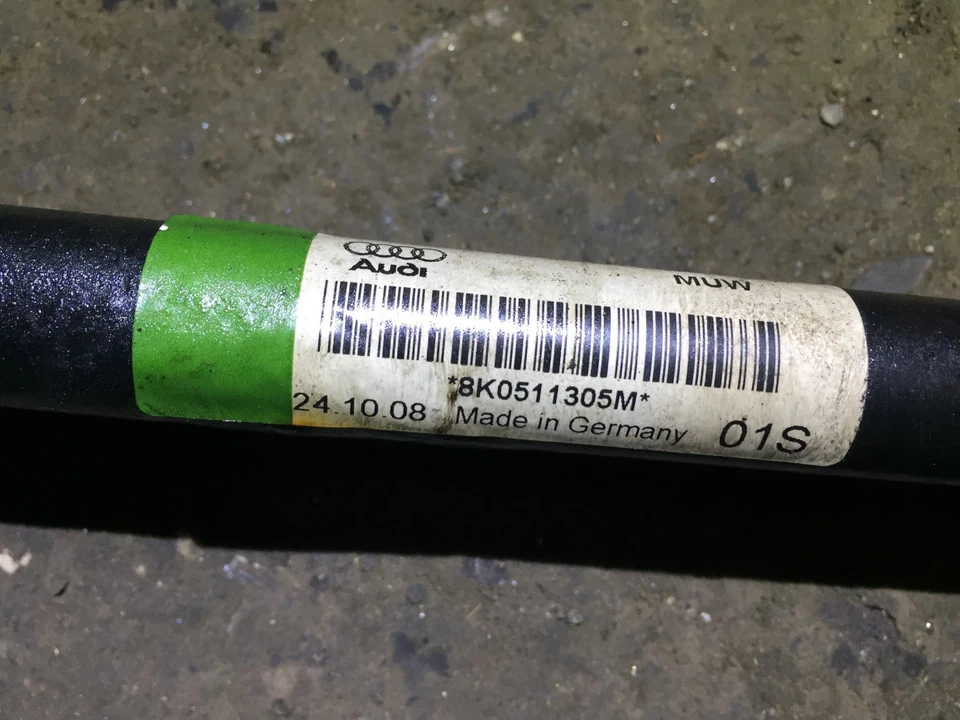 Audi
MUW
*8K0511305M*
24.10.08 Made in Germany 01S